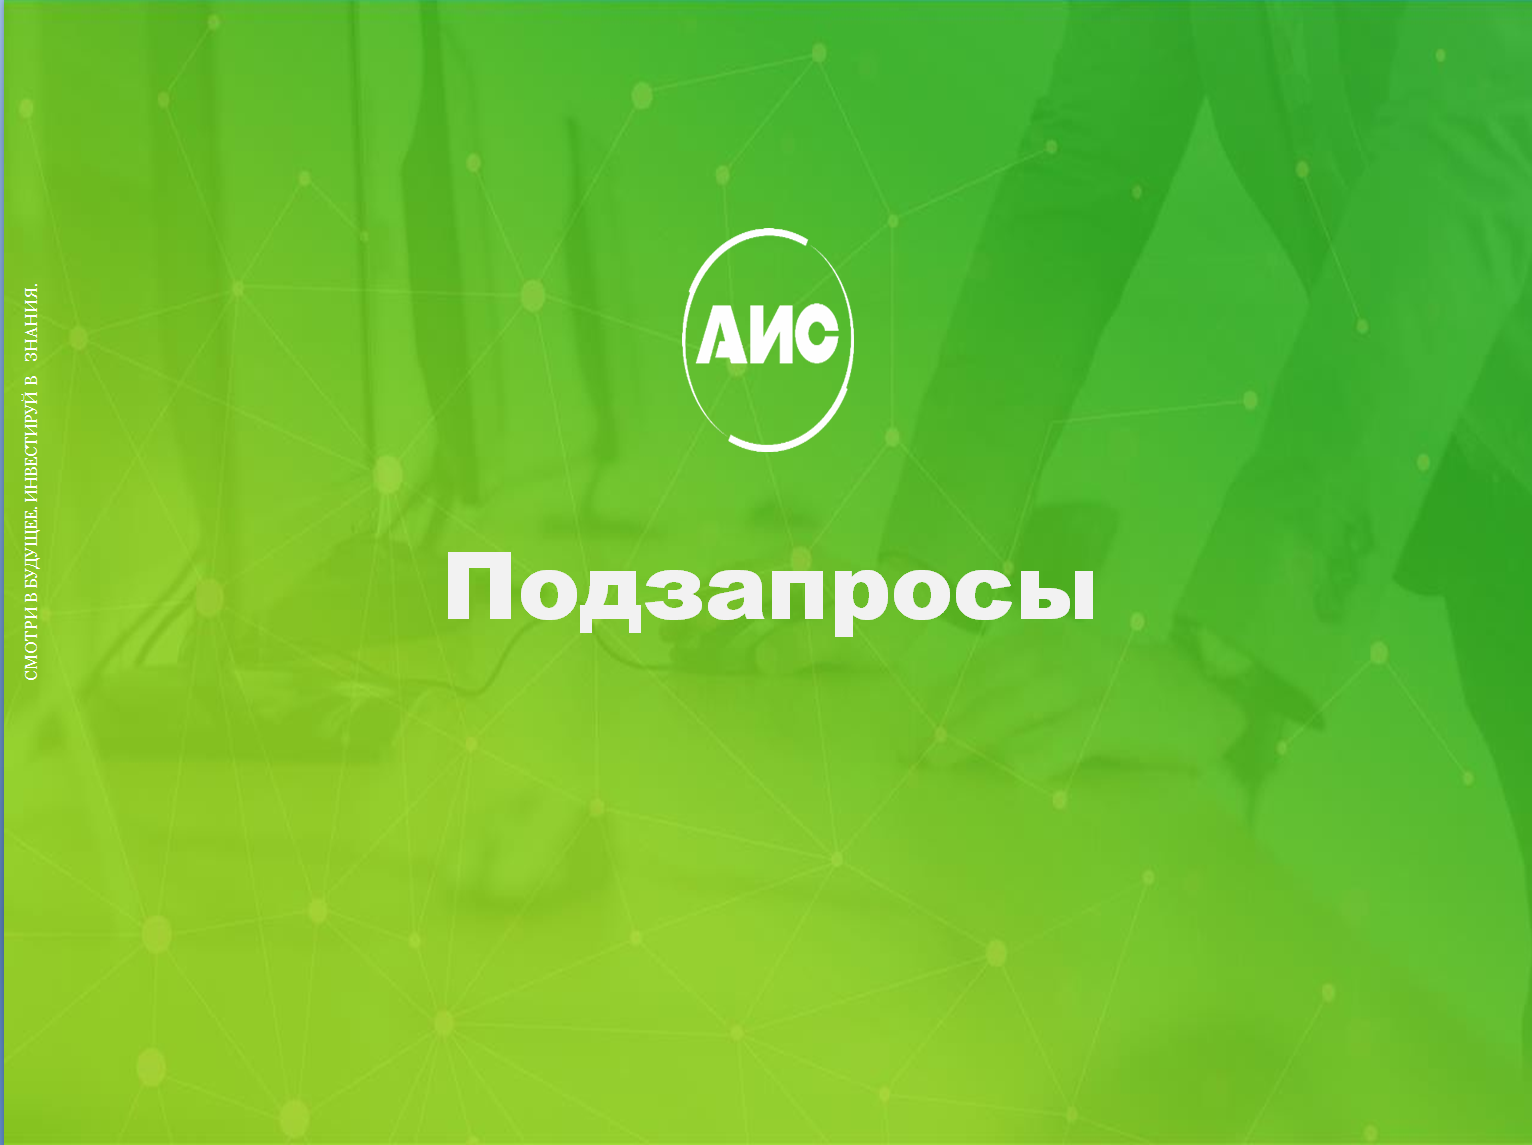 СМОТРИ В БУДУЩЕЕ. ИНВЕСТИРУЙ В ЗНАНИЯ.
АИС
Подзапросы